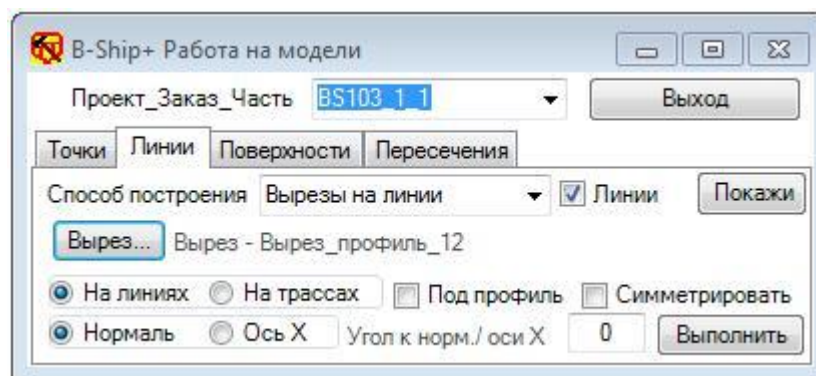 B-Ship+ Работа на модели
Проект_Заказ_Часть BS103_1_1 Выход
Точки Линии Поверхности Пересечения
Способ построения Вырезы на линии Линии Покажи
Вырез... Вырез - Вырез_профиль_12
На линиях На трассах Под профиль Симметрировать
Нормаль Ось X Угол к норм./ оси X 0 Выполнить